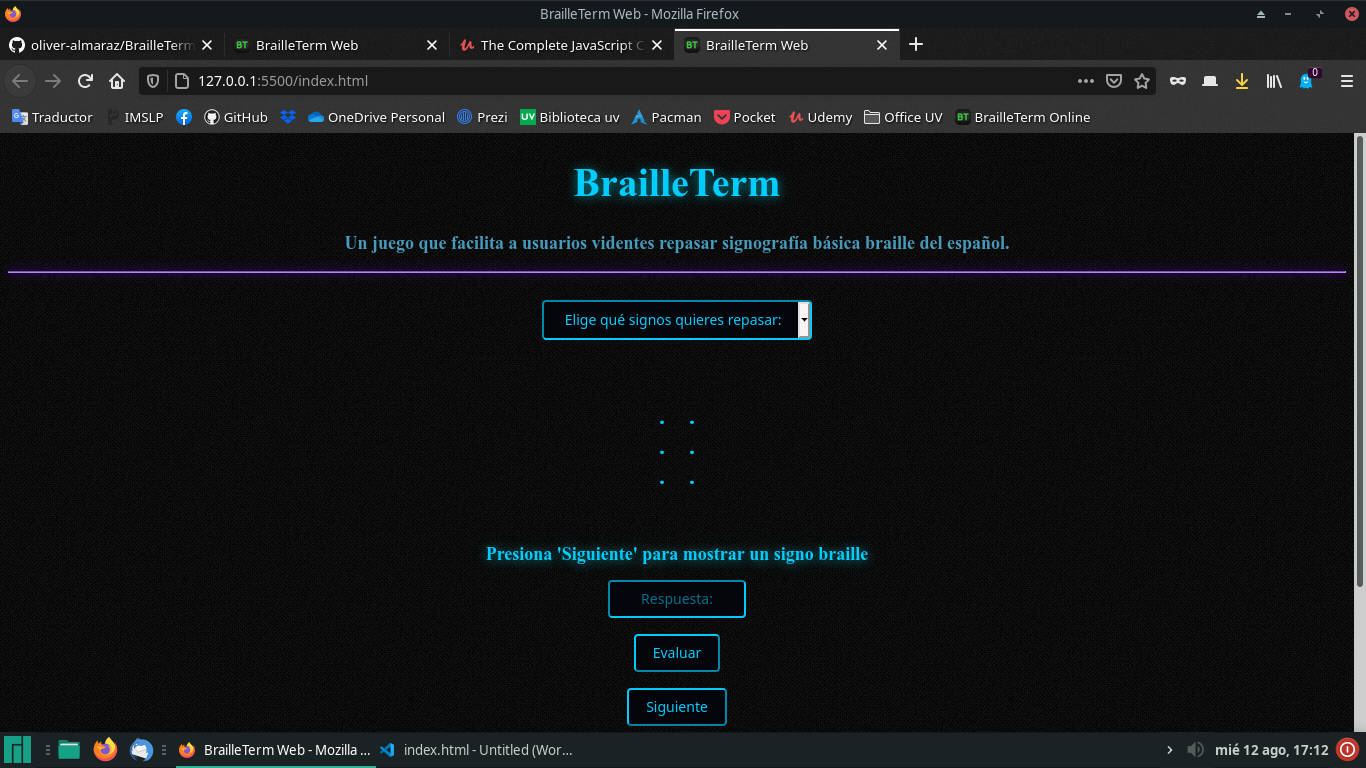 BrailleTerm Web - Mozilla Firefox
oliver-almaraz/BrailleTerm
BT BrailleTerm Web
The Complete JavaScript C
BT BrailleTerm Web
127.0.0.1:5500/index.html
0
Traductor IMSLP GitHub OneDrive Personal Prezi UV Biblioteca uv Pacman Pocket Udemy Office UV BT BrailleTerm Online
BrailleTerm
Un juego que facilita a usuarios videntes repasar signografía básica braille del español.
Elige qué signos quieres repasar:
Presiona 'Siguiente' para mostrar un signo braille
Respuesta:
Evaluar
Siguiente
BrailleTerm Web - Mozilla ... index.html - Untitled (Wor... mié 12 ago, 17:12